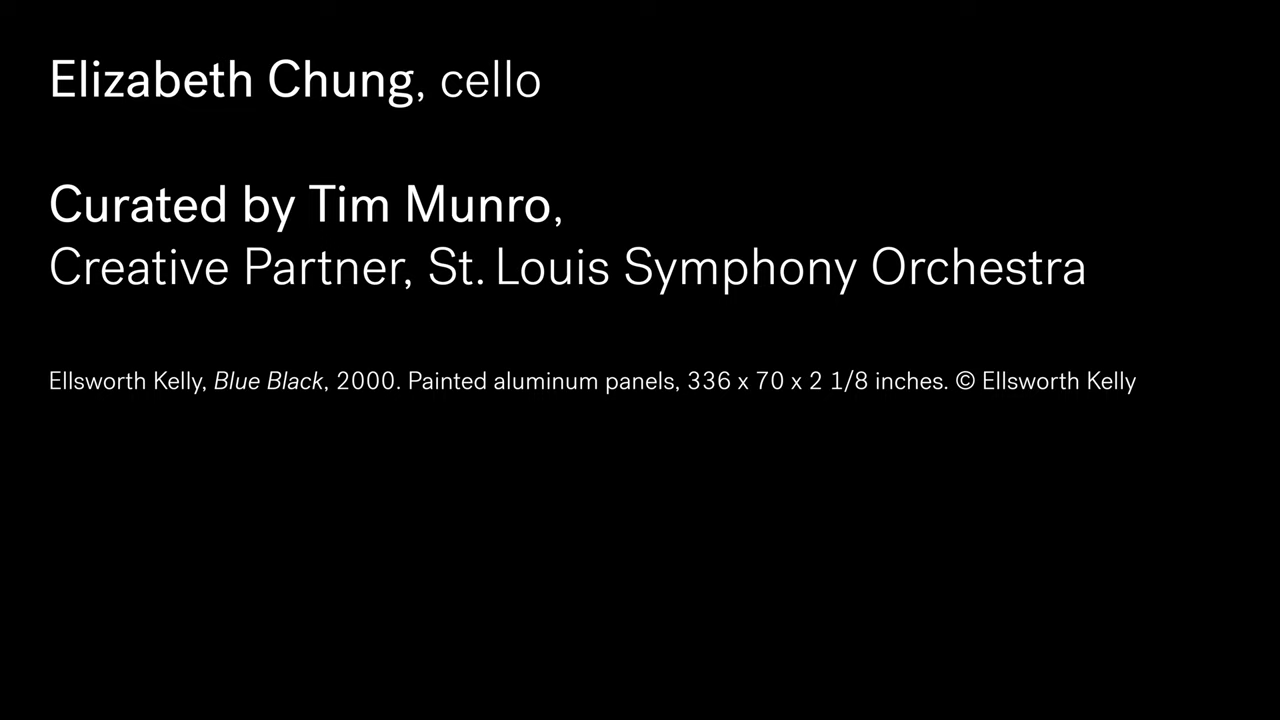 Elizabeth Chung, cello
Curated by Tim Munro,
Creative Partner, St. Louis Symphony Orchestra
Ellsworth Kelly, Blue Black, 2000. Painted aluminum panels, 336 x 70 x 2 1/8 inches. © Ellsworth Kelly